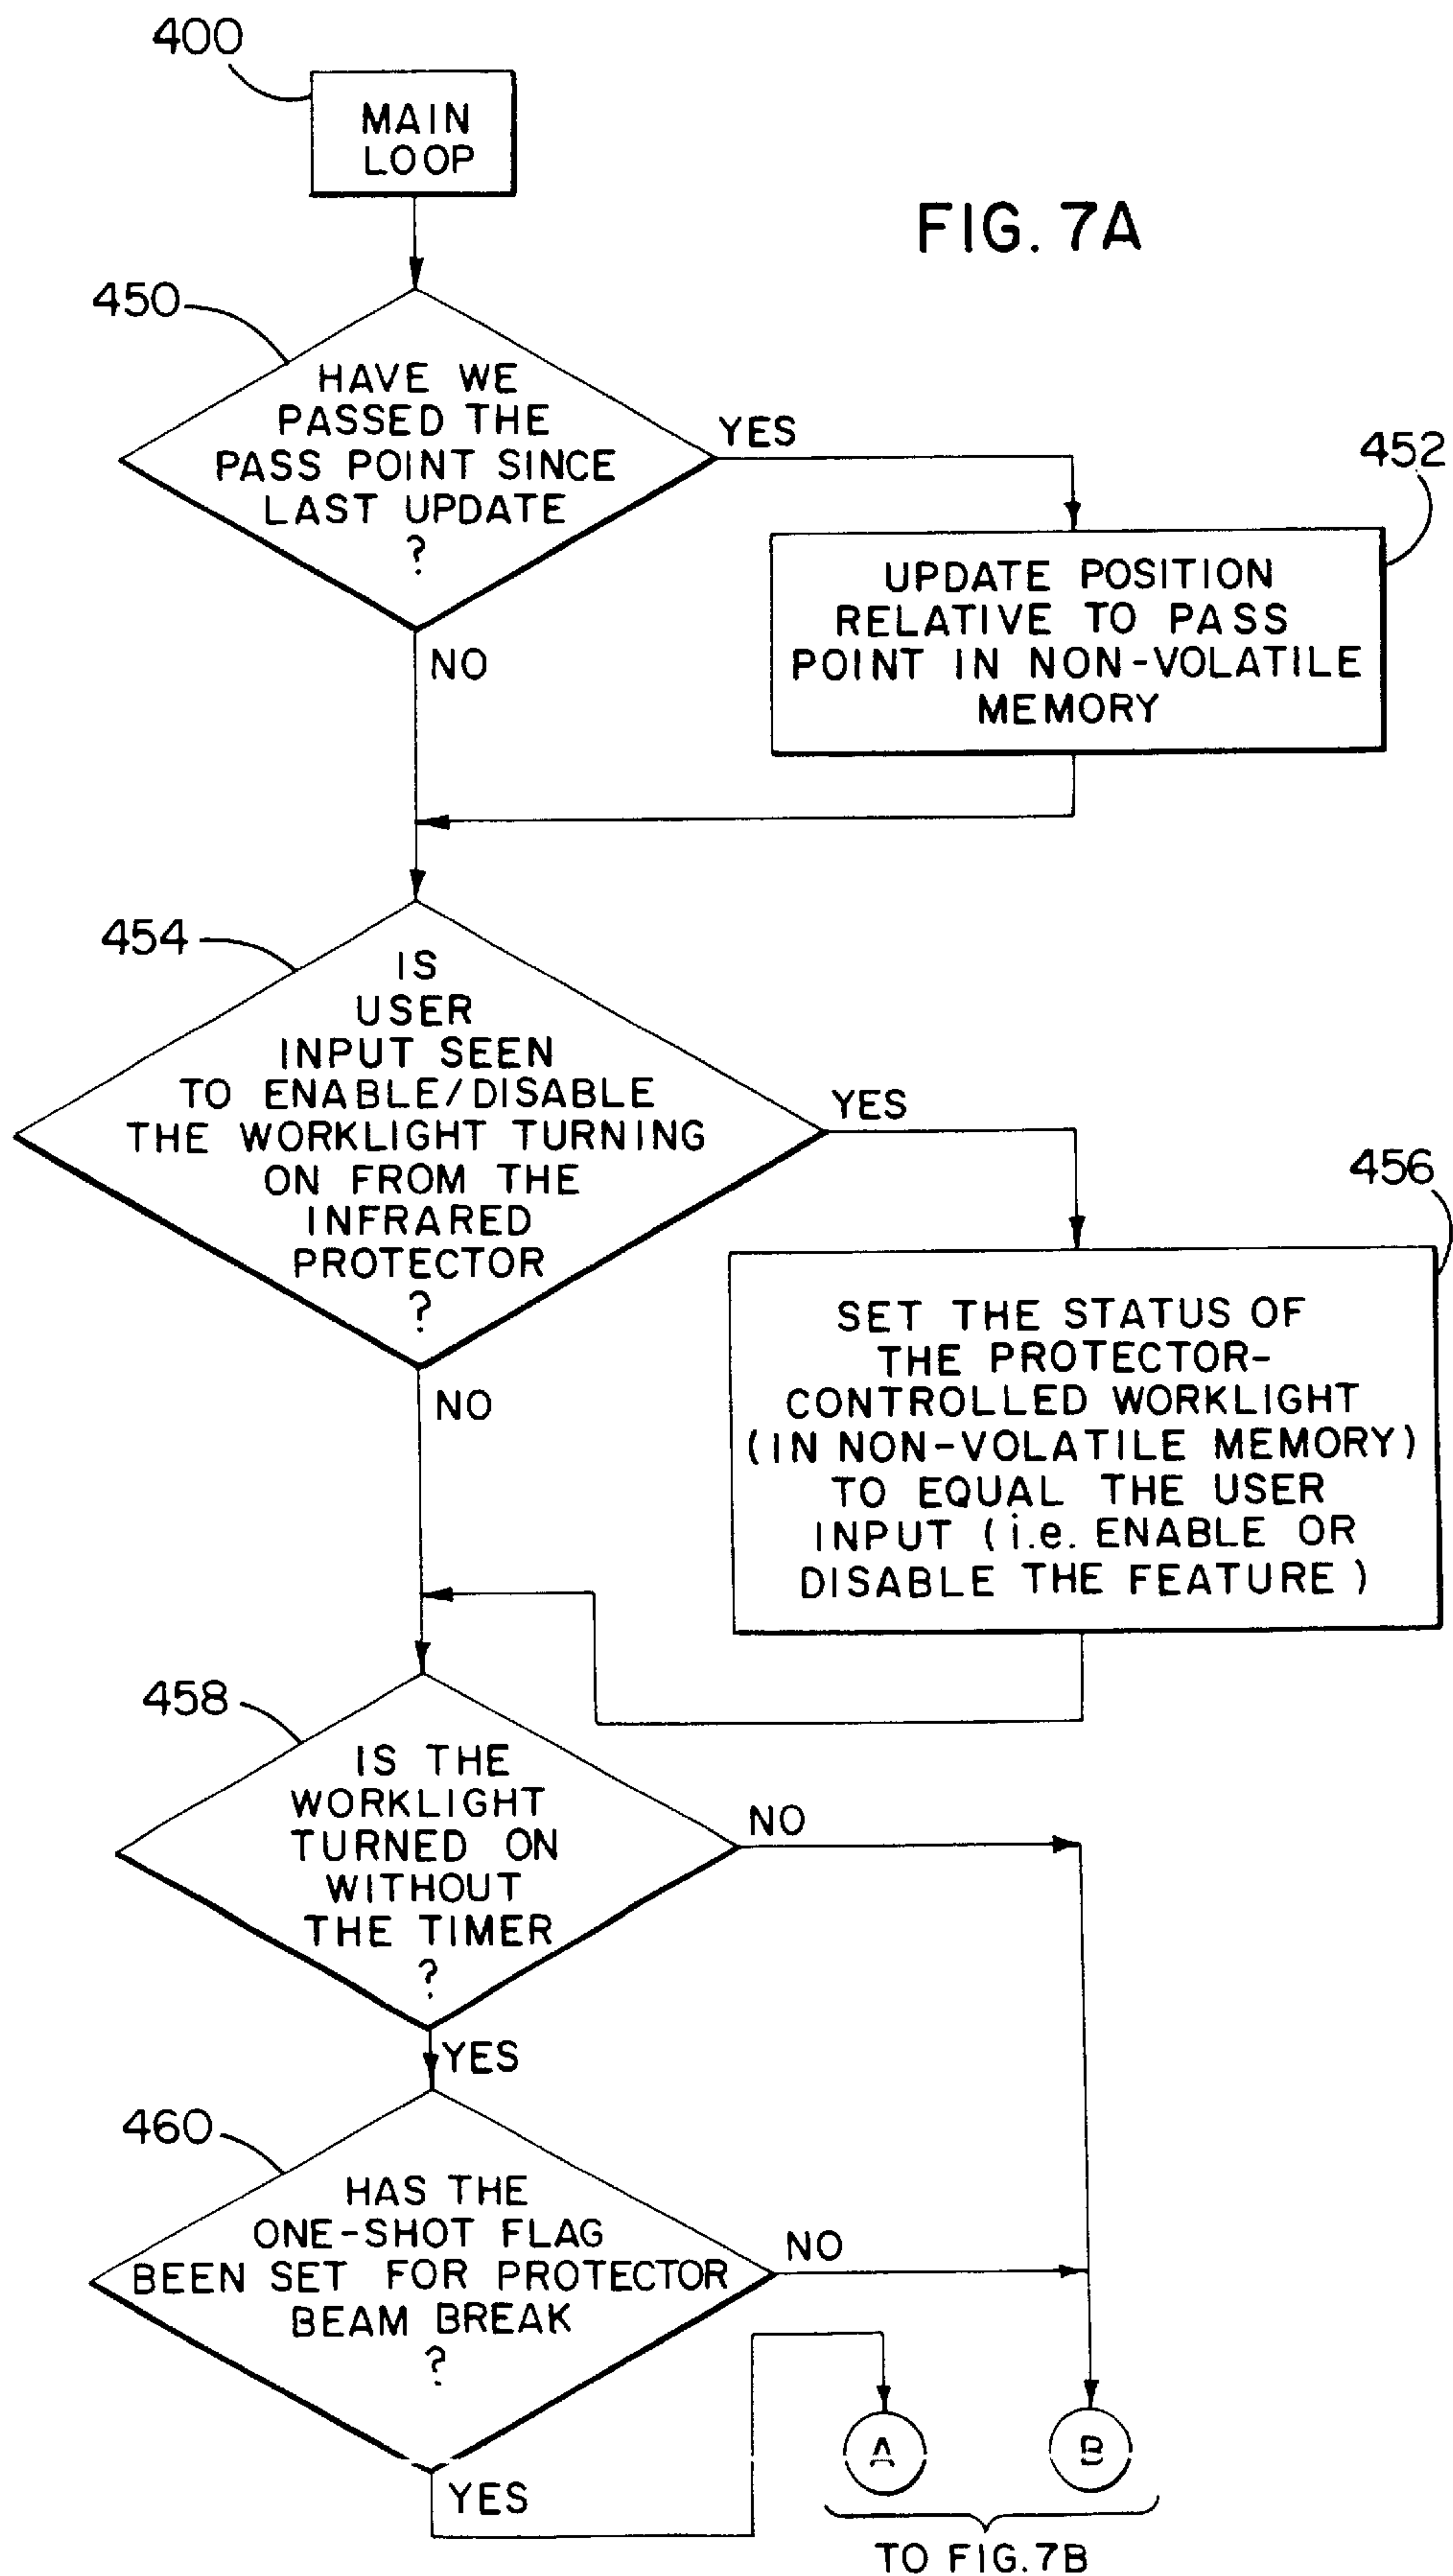 400
MAIN
LOOP
FIG. 7A
450
HAVE WE
PASSED THE
PASS POINT SINCE
LAST UPDATE
?
YES
NO
452
UPDATE POSITION
RELATIVE TO PASS
POINT IN NON-VOLATILE
MEMORY
454
IS
USER
INPUT SEEN
TO ENABLE/DISABLE
THE WORKLIGHT TURNING
ON FROM THE
INFRARED
PROTECTOR
?
YES
NO
456
SET THE STATUS OF
THE PROTECTOR-
CONTROLLED WORKLIGHT
(IN NON-VOLATILE MEMORY)
TO EQUAL THE USER
INPUT (i.e. ENABLE OR
DISABLE THE FEATURE)
458
IS THE
WORKLIGHT
TURNED ON
WITHOUT
THE TIMER
?
NO
YES
460
HAS THE
ONE-SHOT FLAG
BEEN SET FOR PROTECTOR
BEAM BREAK
?
NO
YES
A
B
TO FIG.7B